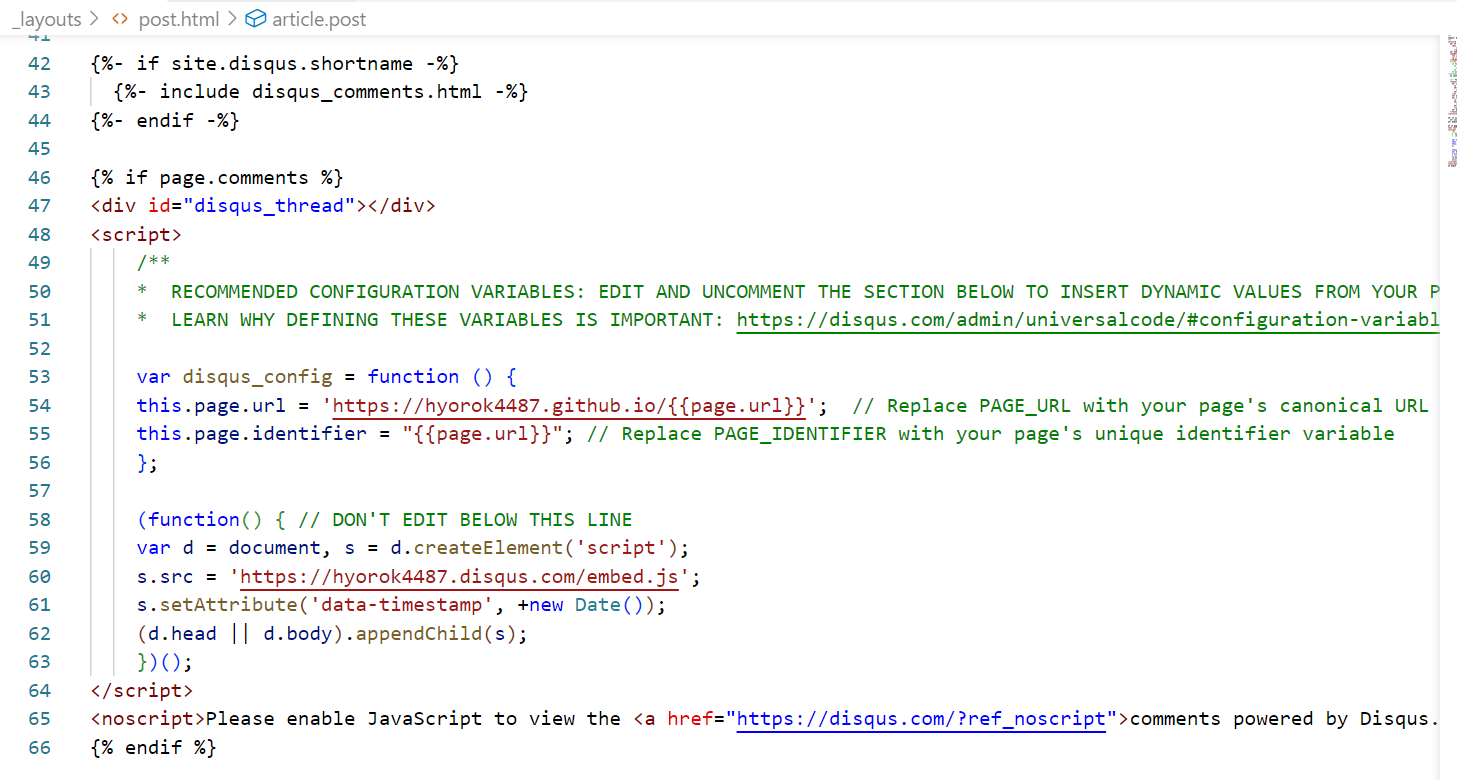 _layouts > <> post.html > article.post
41
42 {%- if site.disqus.shortname -%}
43 {%- include disqus_comments.html -%}
44 {%- endif -%}
45
46 {% if page.comments %}
47 <div id="disqus_thread"></div>
48 <script>
49 /**
50 * RECOMMENDED CONFIGURATION VARIABLES: EDIT AND UNCOMMENT THE SECTION BELOW TO INSERT DYNAMIC VALUES FROM YOUR P
51 * LEARN WHY DEFINING THESE VARIABLES IS IMPORTANT: https://disqus.com/admin/universalcode/#configuration-variabl
52
53 var disqus_config = function () {
54 this.page.url = 'https://hyorok4487.github.io/{{page.url}}'; // Replace PAGE_URL with your page's canonical URL
55 this.page.identifier = "{{page.url}}"; // Replace PAGE_IDENTIFIER with your page's unique identifier variable
56 };
57
58 (function() { // DON'T EDIT BELOW THIS LINE
59 var d = document, s = d.createElement('script');
60 s.src = 'https://hyorok4487.disqus.com/embed.js';
61 s.setAttribute('data-timestamp', +new Date());
62 (d.head || d.body).appendChild(s);
63 })();
64 </script>
65 <noscript>Please enable JavaScript to view the <a href="https://disqus.com/?ref_noscript">comments powered by Disqus.
66 {% endif %}